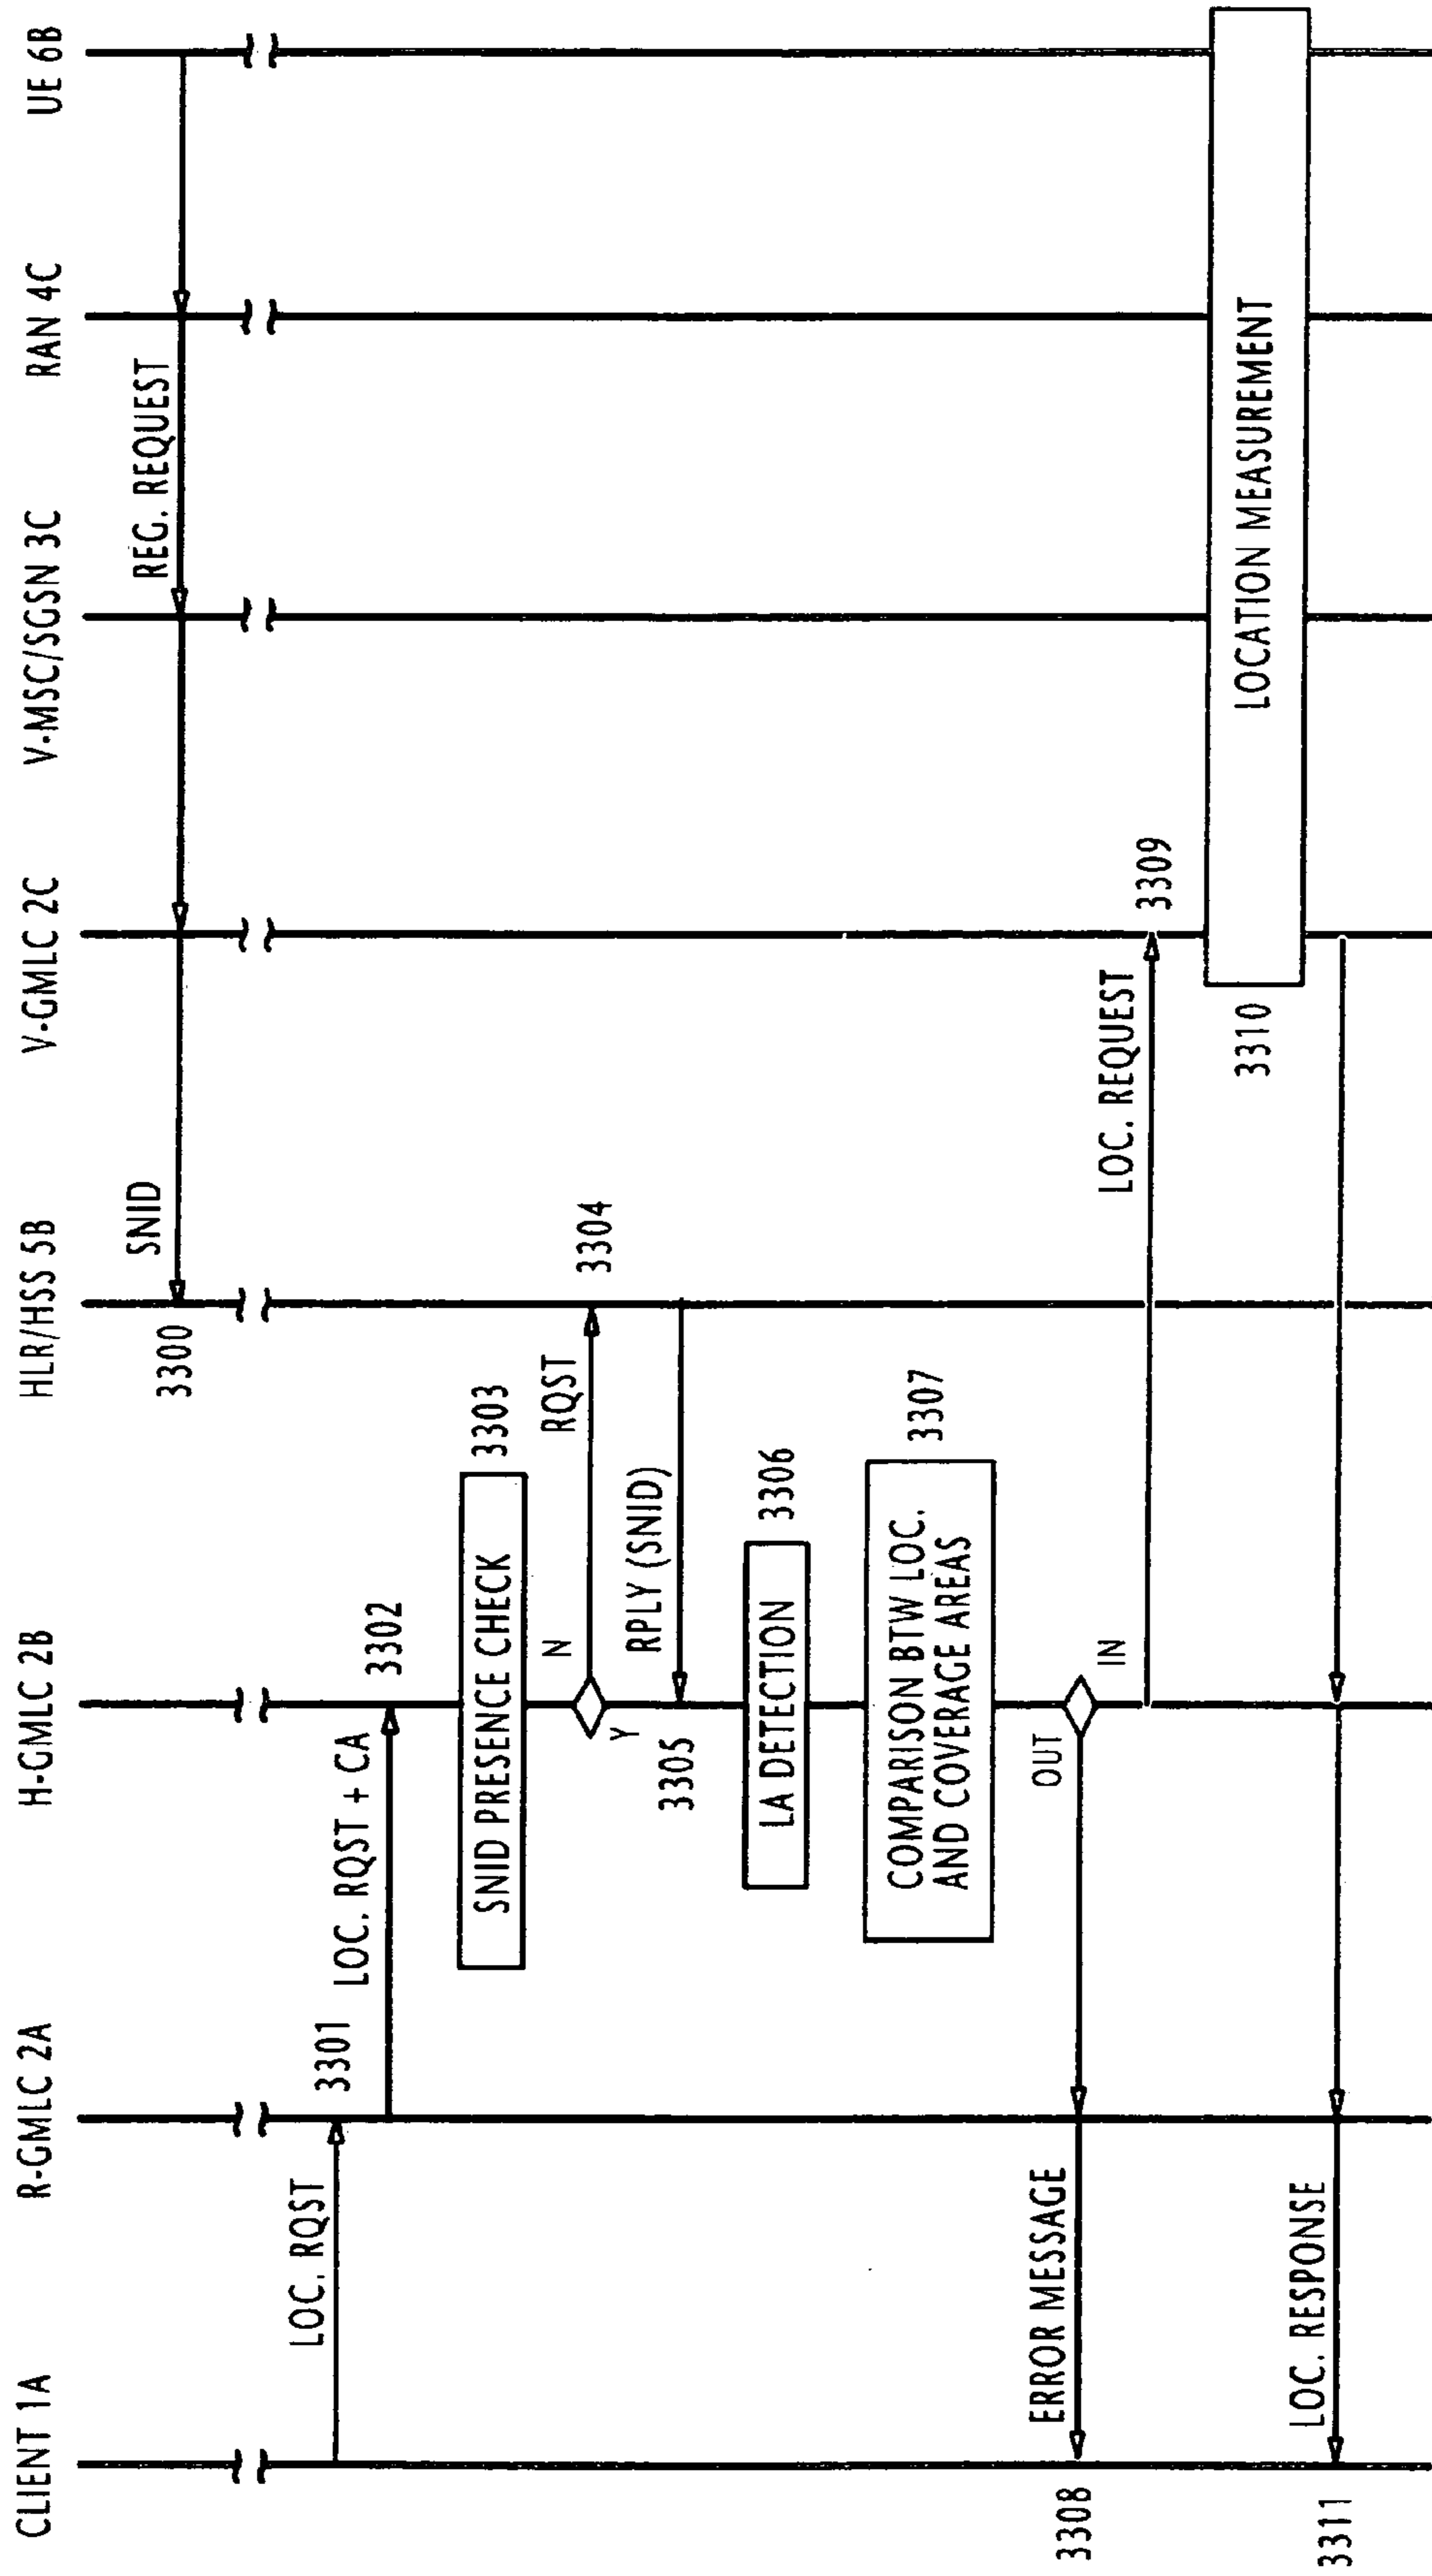 CLIENT 1A
R-GMLC 2A
H-GMLC 2B
HLR/HSS 5B
V-GMLC 2C
V-MSC/SGSN 3C
RAN 4C
UE 6B
3300
SNID
REG. REQUEST
LOC. RQST
3301
LOC. RQST + CA
3302
SNID PRESENCE CHECK
3303
N
RQST
3304
Y
3305
RPLY (SNID)
LA DETECTION
3306
COMPARISON BTW LOC.
AND COVERAGE AREAS
3307
3308
ERROR MESSAGE
OUT
IN
LOC. REQUEST
3309
3310
LOCATION MEASUREMENT
3311
LOC. RESPONSE